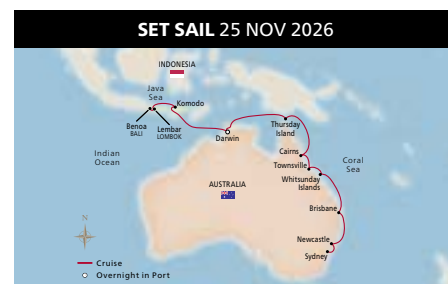 SET SAIL 25 NOV 2026
INDONESIA
Java
Sea
Komodo
Benoa
BALI
Lembar
LOMBOK
Darwin
Thursday
Island
Indian
Ocean
Cairns
Townsville
Whitsunday
Islands
Coral
Sea
AUSTRALIA
Brisbane
N
Newcastle
Sydney
Cruise
Overnight in Port